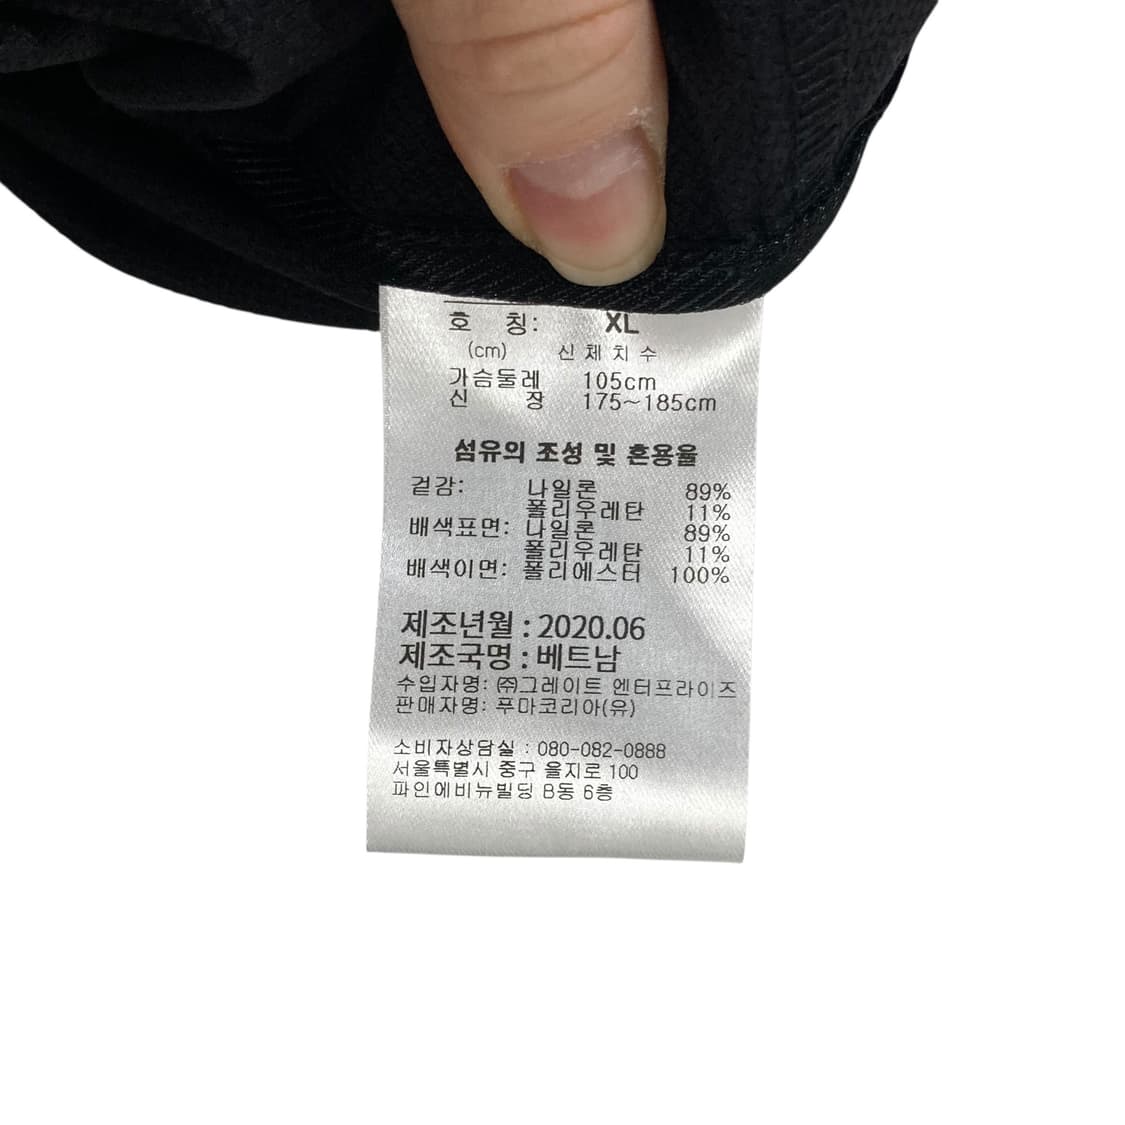 호 칭: XL
(cm) 신 체 치 수
가슴둘레 105cm
신 장 175~185cm
섬유의 조성 및 혼용율
겉감: 나일론 89%
폴리우레탄 11%
배색표면: 나일론 89%
폴리우레탄 11%
배색이면: 폴리에스터 100%
제조년월 : 2020.06
제조국명 : 베트남
수입자명: ㈜그레이트 엔터프라이즈
판매자명: 푸마코리아(유)
소비자상담실 : 080-082-0888
서울특별시 중구 을지로 100
파인에비뉴빌딩 B동 6층